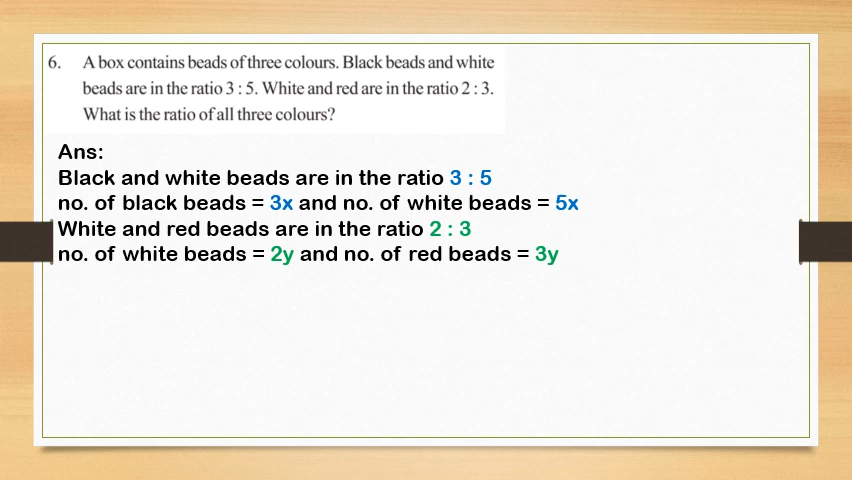 6. A box contains beads of three colours. Black beads and white
beads are in the ratio 3 : 5. White and red are in the ratio 2 : 3.
What is the ratio of all three colours?
Ans:
Black and white beads are in the ratio 3 : 5
no. of black beads = 3x and no. of white beads = 5x
White and red beads are in the ratio 2 : 3
no. of white beads = 2y and no. of red beads = 3y